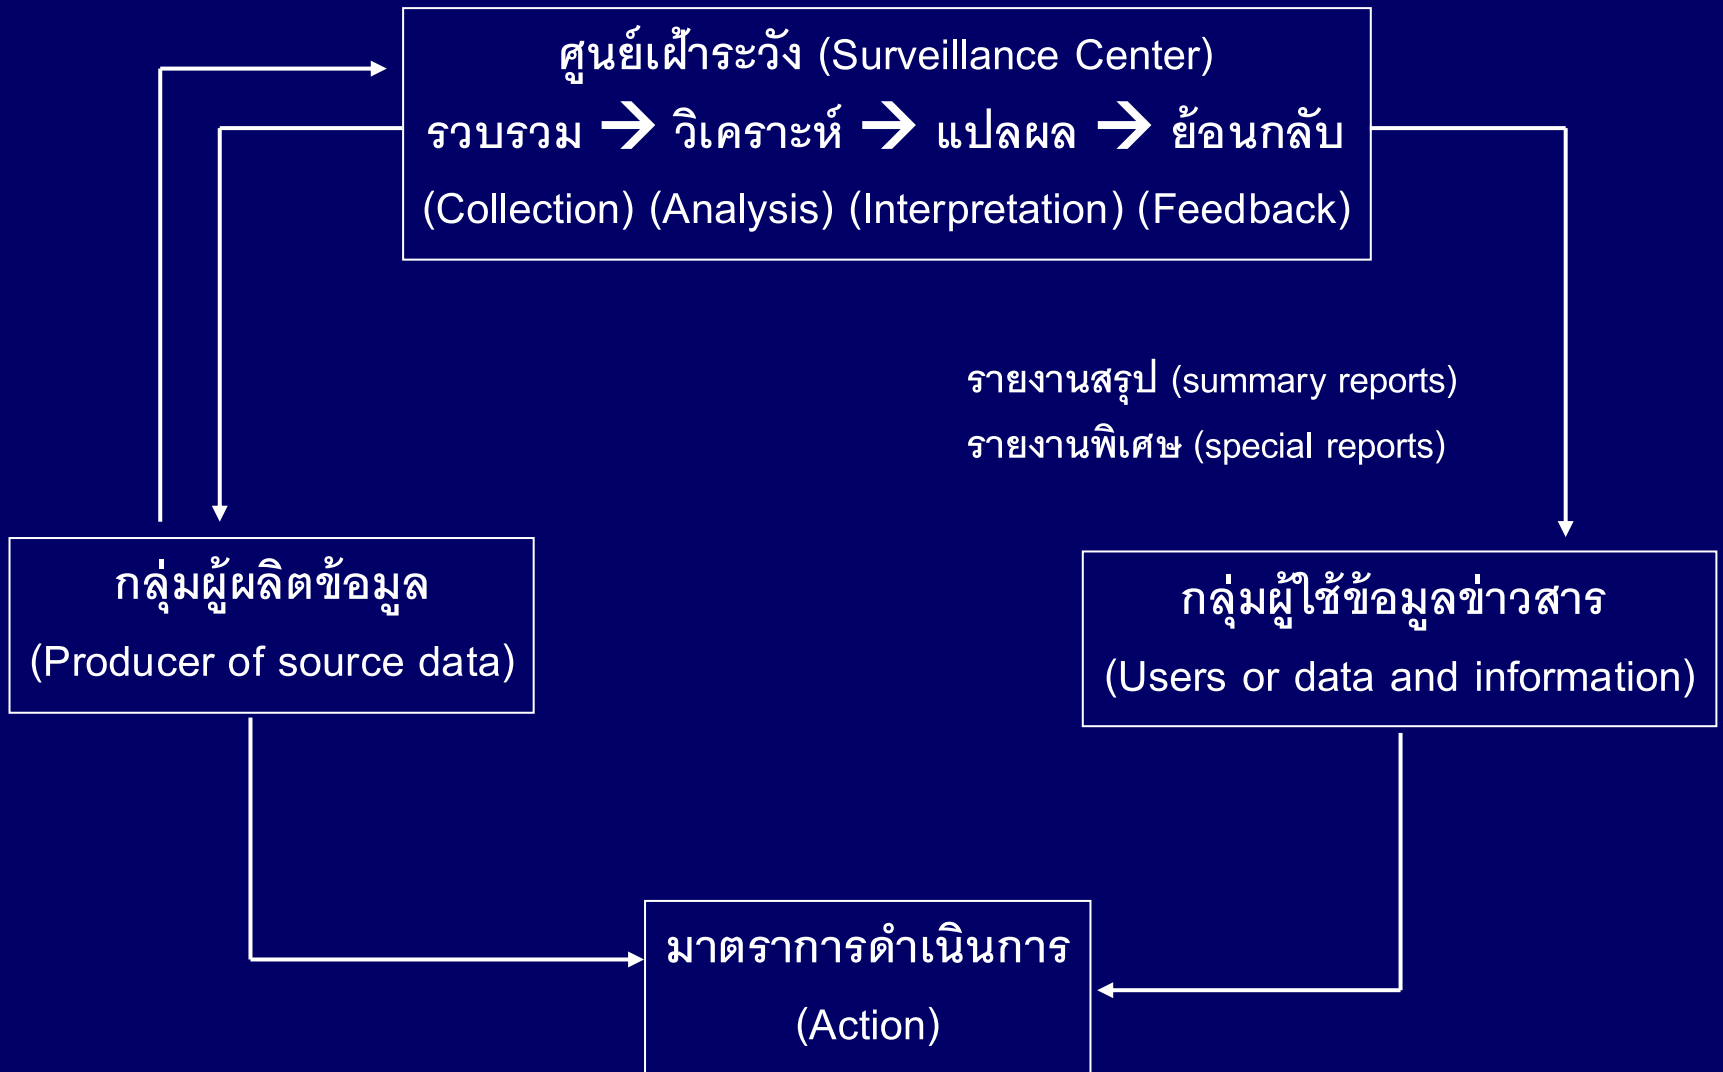 ศูนย์เฝ้าระวัง (Surveillance Center)
รวบรวม → วิเคราะห์ → แปลผล → ย้อนกลับ
(Collection) (Analysis) (Interpretation) (Feedback)
รายงานสรุป (summary reports)
รายงานพิเศษ (special reports)
กลุ่มผู้ผลิตข้อมูล
(Producer of source data)
กลุ่มผู้ใช้ข้อมูลข่าวสาร
(Users or data and information)
มาตราการดำเนินการ
(Action)